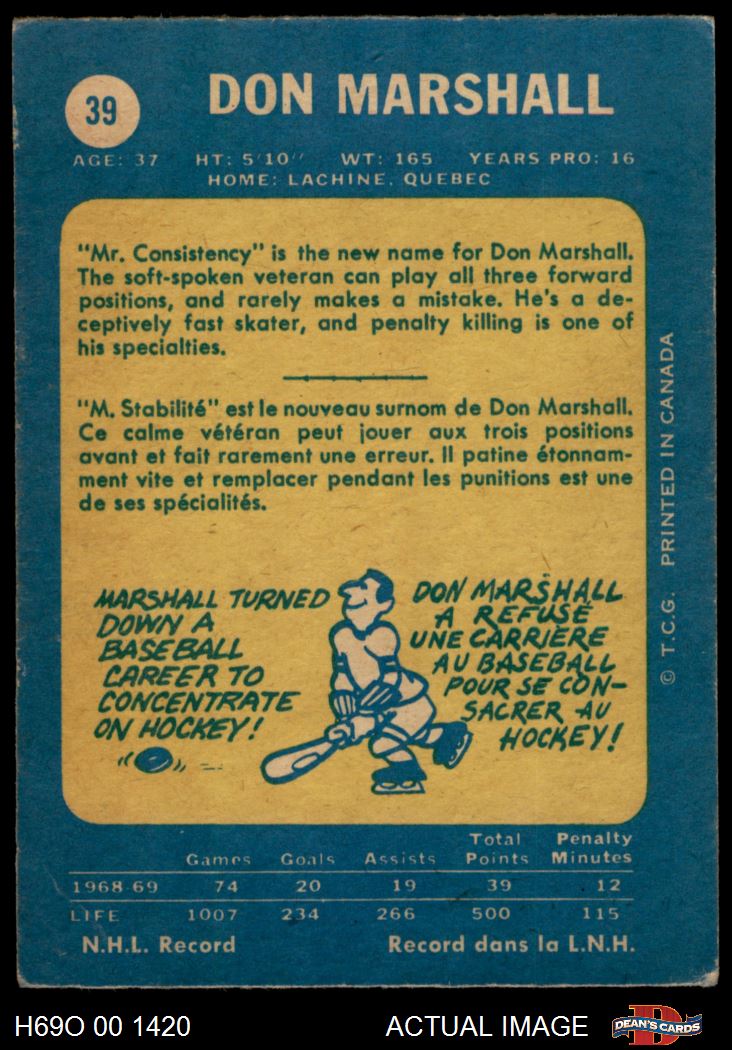 39
DON MARSHALL
AGE: 37 HT: 5'10" WT: 165 YEARS PRO: 16
HOME: LACHINE, QUEBEC
"Mr. Consistency" is the new name for Don Marshall.
The soft-spoken veteran can play all three forward
positions, and rarely makes a mistake. He's a de-
ceptively fast skater, and penalty killing is one of
his specialties.
"M. Stabilité" est le nouveau surnom de Don Marshall.
Ce calme vétéran peut jouer aux trois positions
avant et fait rarement une erreur. Il patine étonnam-
ment vite et remplacer pendant les punitions est une
de ses spécialités.
MARSHALL TURNED
DOWN A
BASEBALL
CAREER TO
CONCENTRATE
ON HOCKEY!
DON MARSHALL
A REFUSÉ
UNE CARRIÈRE
AU BASEBALL
POUR SE CON-
SACRER AU
HOCKEY!
© T.C.G. PRINTED IN CANADA
Games Goals Assists Total Points Penalty Minutes
1968-69 74 20 19 39 12
LIFE 1007 234 266 500 115
N.H.L. Record Record dans la L.N.H.
H69O 00 1420 ACTUAL IMAGE
D
DEAN'S CARDS